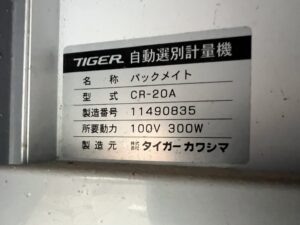 TIGER 自動選別計量機
名称 パックメイト
型式 CR-20A
製造番号 11490835
所要動力 100V 300W
製造元 株式会社 タイガーカワシマ